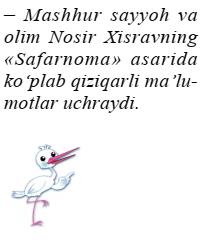 – Mashhur sayyoh va
olim Nosir Xisravning
«Safarnoma» asarida
ko‘plab qiziqarli ma’lu-
motlar uchraydi.